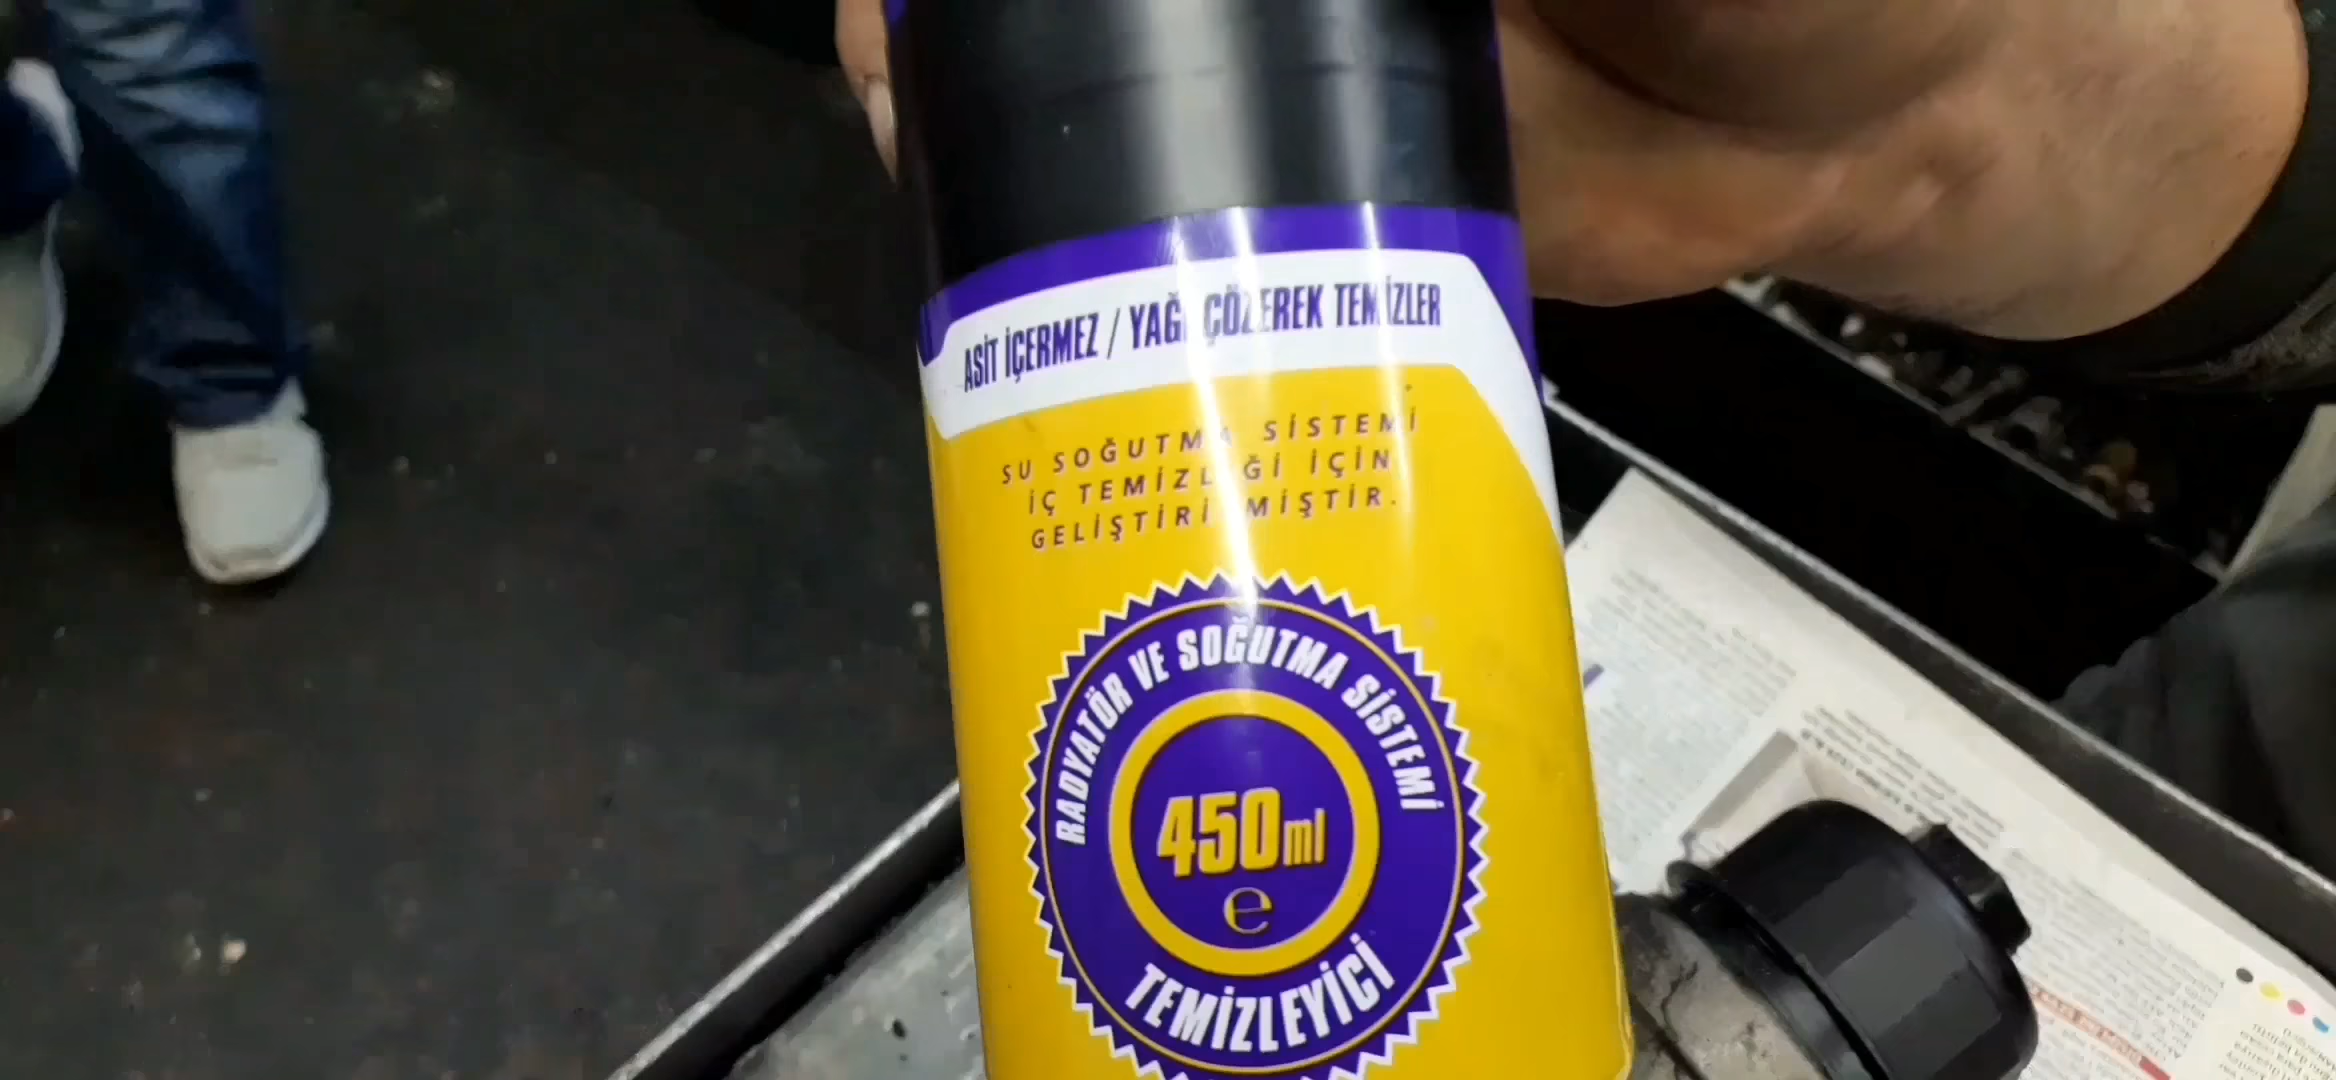 ASİT İÇERMEZ / YAĞI ÇÖZEREK TEMİZLER
SU SOĞUTMA SİSTEMİ
İÇ TEMİZLİĞİ İÇİN
GELİŞTİRİLMİŞTİR.
RADYATÖR VE SOĞUTMA SİSTEMİ
450ml
e
TEMİZLEYİCİ